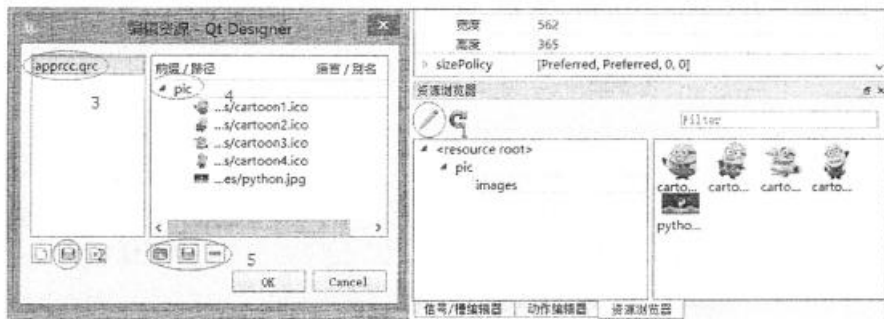 编辑资源 - Qt Designer
apprcc.qrc
3
前缀 / 路径
语言 / 别名
pic
4
...s/cartoon1.ico
...s/cartoon2.ico
...s/cartoon3.ico
...s/cartoon4.ico
...es/python.jpg
2
5
OK
Cancel
宽度 562
高度 365
sizePolicy [Preferred, Preferred, 0, 0]
资源浏览器
1
Filter
<resource root>
pic
images
carto... carto... carto... carto...
pytho...
信号/槽编辑器 动作编辑器 资源浏览器